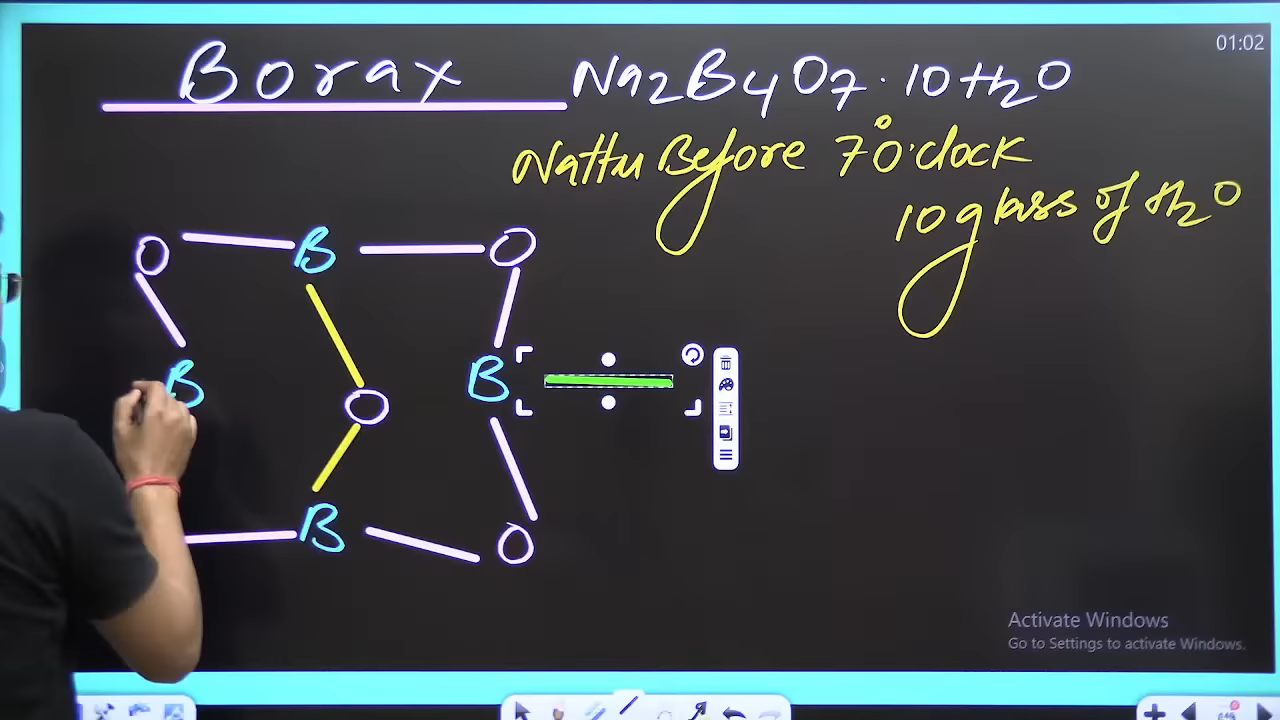 01:02
Borax Na2B4O7·10H2O
Nattu Before 7 O'clock
10 glass of H2O
O B O
B B
O
B O
Activate Windows
Go to Settings to activate Windows.